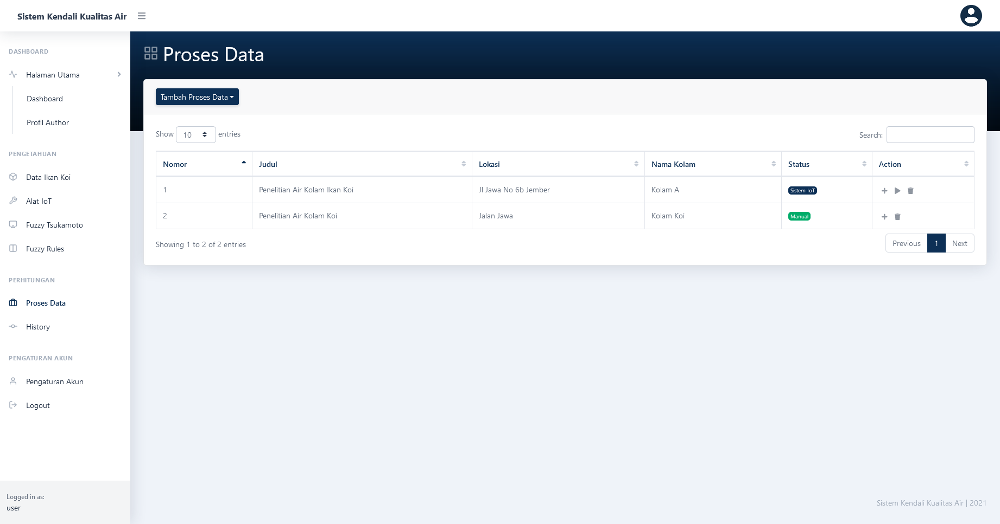 Sistem Kendali Kualitas Air
DASHBOARD
Halaman Utama
Dashboard
Profil Author
PENGETAHUAN
Data Ikan Koi
Alat IoT
Fuzzy Tsukamoto
Fuzzy Rules
PERHITUNGAN
Proses Data
History
PENGATURAN AKUN
Pengaturan Akun
Logout
Logged in as:
user
Proses Data
Tambah Proses Data
Show 10 entries
Search:
Nomor Judul Lokasi Nama Kolam Status Action
1 Penelitian Air Kolam Ikan Koi Jl Jawa No 6b Jember Kolam A Sistem IoT
2 Penelitian Air Kolam Koi Jalan Jawa Kolam Koi Manual
Showing 1 to 2 of 2 entries
Previous 1 Next
Sistem Kendali Kualitas Air | 2021